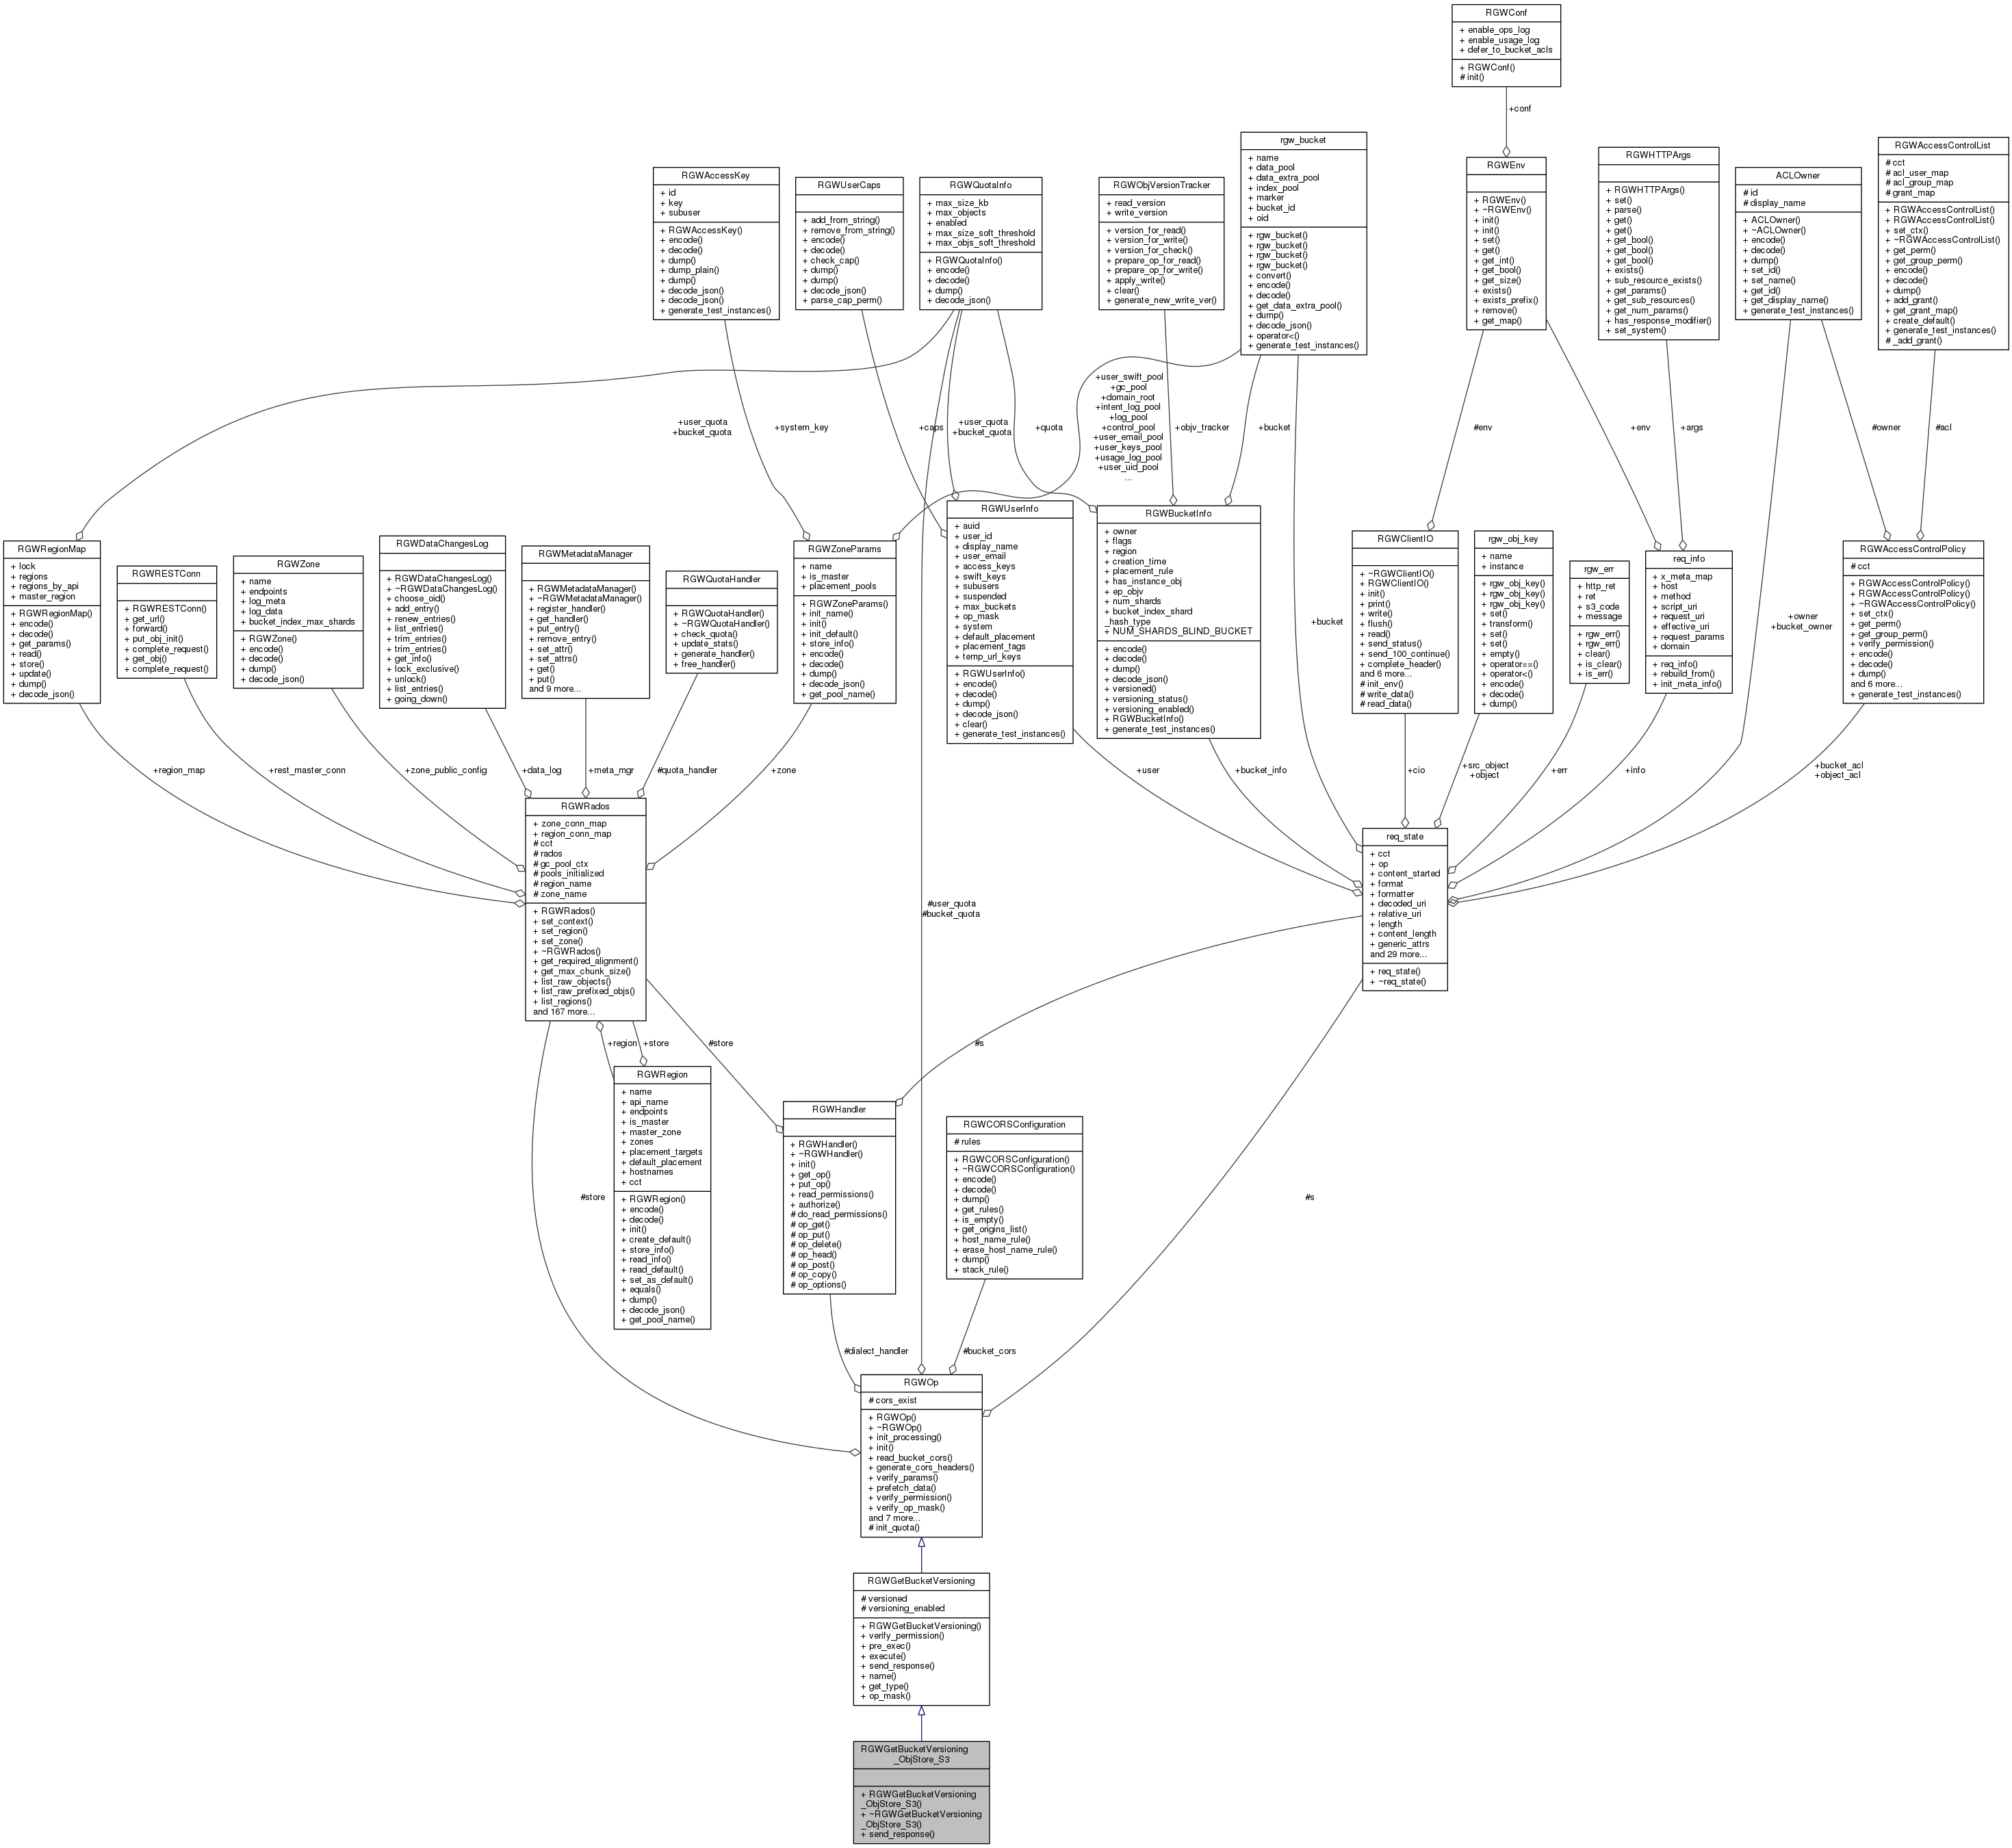 RGWConf
+ enable_ops_log
+ enable_usage_log
+ defer_to_bucket_acls
+ RGWConf()
# init()
+conf
rgw_bucket
+ name
+ data_pool
+ data_extra_pool
+ index_pool
+ marker
+ bucket_id
+ oid
+ rgw_bucket()
+ rgw_bucket()
+ rgw_bucket()
+ rgw_bucket()
+ convert()
+ encode()
+ decode()
+ get_data_extra_pool()
+ dump()
+ decode_json()
+ operator<()
+ generate_test_instances()
RGWAccessControlList
# cct
# acl_user_map
# acl_group_map
# grant_map
+ RGWAccessControlList()
+ RGWAccessControlList()
+ set_ctx()
+ ~RGWAccessControlList()
+ get_perm()
+ get_group_perm()
+ encode()
+ decode()
+ dump()
+ add_grant()
+ get_grant_map()
+ create_default()
+ generate_test_instances()
# _add_grant()
RGWHTTPArgs
+ RGWHTTPArgs()
+ set()
+ parse()
+ get()
+ get()
+ get_bool()
+ get_bool()
+ get_bool()
+ exists()
+ sub_resource_exists()
+ get_params()
+ get_sub_resources()
+ get_num_params()
+ has_response_modifier()
+ set_system()
RGWEnv
+ RGWEnv()
+ ~RGWEnv()
+ init()
+ init()
+ set()
+ get()
+ get_int()
+ get_bool()
+ get_size()
+ exists()
+ exists_prefix()
+ remove()
+ get_map()
ACLOwner
# id
# display_name
+ ACLOwner()
+ ~ACLOwner()
+ encode()
+ decode()
+ dump()
+ set_id()
+ set_name()
+ get_id()
+ get_display_name()
+ generate_test_instances()
RGWAccessKey
+ id
+ key
+ subuser
+ RGWAccessKey()
+ encode()
+ decode()
+ dump()
+ dump_plain()
+ dump()
+ decode_json()
+ decode_json()
+ generate_test_instances()
RGWUserCaps
+ add_from_string()
+ remove_from_string()
+ encode()
+ decode()
+ check_cap()
+ dump()
+ dump()
+ decode_json()
+ parse_cap_perm()
RGWQuotaInfo
+ max_size_kb
+ max_objects
+ enabled
+ max_size_soft_threshold
+ max_objs_soft_threshold
+ RGWQuotaInfo()
+ encode()
+ decode()
+ dump()
+ decode_json()
RGWObjVersionTracker
+ read_version
+ write_version
+ version_for_read()
+ version_for_write()
+ version_for_check()
+ prepare_op_for_read()
+ prepare_op_for_write()
+ apply_write()
+ clear()
+ generate_new_write_ver()
+user_quota
+bucket_quota
+system_key
+caps
+user_quota
+bucket_quota
+quota
+user_swift_pool
+gc_pool
+domain_root
+intent_log_pool
+log_pool
+control_pool
+user_email_pool
+user_keys_pool
+usage_log_pool
+user_uid_pool
...
+objv_tracker
+bucket
#env
+env
+args
#owner
#acl
RGWRegionMap
+ lock
+ regions
+ regions_by_api
+ master_region
+ RGWRegionMap()
+ encode()
+ decode()
+ get_params()
+ read()
+ store()
+ update()
+ dump()
+ decode_json()
RGWRESTConn
+ RGWRESTConn()
+ get_url()
+ forward()
+ put_obj_init()
+ complete_request()
+ get_obj()
+ complete_request()
RGWZone
+ name
+ endpoints
+ log_meta
+ log_data
+ bucket_index_max_shards
+ RGWZone()
+ encode()
+ decode()
+ dump()
+ decode_json()
RGWDataChangesLog
+ RGWDataChangesLog()
+ ~RGWDataChangesLog()
+ choose_oid()
+ add_entry()
+ renew_entries()
+ list_entries()
+ trim_entries()
+ trim_entries()
+ get_info()
+ lock_exclusive()
+ unlock()
+ list_entries()
+ going_down()
RGWMetadataManager
+ RGWMetadataManager()
+ ~RGWMetadataManager()
+ register_handler()
+ get_handler()
+ put_entry()
+ remove_entry()
+ set_attr()
+ set_attrs()
+ get()
+ put()
and 9 more...
RGWQuotaHandler
+ RGWQuotaHandler()
+ ~RGWQuotaHandler()
+ check_quota()
+ update_stats()
+ generate_handler()
+ free_handler()
RGWZoneParams
+ name
+ is_master
+ placement_pools
+ RGWZoneParams()
+ init_name()
+ init()
+ init_default()
+ store_info()
+ encode()
+ decode()
+ dump()
+ decode_json()
+ get_pool_name()
RGWUserInfo
+ auid
+ user_id
+ display_name
+ user_email
+ access_keys
+ swift_keys
+ subusers
+ suspended
+ max_buckets
+ op_mask
+ system
+ default_placement
+ placement_tags
+ temp_url_keys
+ RGWUserInfo()
+ encode()
+ decode()
+ dump()
+ decode_json()
+ clear()
+ generate_test_instances()
RGWBucketInfo
+ owner
+ flags
+ region
+ creation_time
+ placement_rule
+ has_instance_obj
+ ep_objv
+ num_shards
+ bucket_index_shard
_hash_type
+ NUM_SHARDS_BLIND_BUCKET
+ encode()
+ decode()
+ dump()
+ decode_json()
+ versioned()
+ versioning_status()
+ versioning_enabled()
+ RGWBucketInfo()
+ generate_test_instances()
+bucket
RGWClientIO
+ ~RGWClientIO()
+ RGWClientIO()
+ init()
+ print()
+ write()
+ flush()
+ read()
+ send_status()
+ send_100_continue()
+ complete_header()
and 6 more...
# init_env()
# write_data()
# read_data()
rgw_obj_key
+ name
+ instance
+ rgw_obj_key()
+ rgw_obj_key()
+ rgw_obj_key()
+ set()
+ transform()
+ set()
+ set()
+ empty()
+ operator==()
+ operator<()
+ encode()
+ decode()
+ dump()
rgw_err
+ http_ret
+ ret
+ s3_code
+ message
+ rgw_err()
+ rgw_err()
+ clear()
+ is_clear()
+ is_err()
req_info
+ x_meta_map
+ host
+ method
+ script_uri
+ request_uri
+ effective_uri
+ request_params
+ domain
+ req_info()
+ rebuild_from()
+ init_meta_info()
+owner
+bucket_owner
RGWAccessControlPolicy
# cct
+ RGWAccessControlPolicy()
+ RGWAccessControlPolicy()
+ ~RGWAccessControlPolicy()
+ set_ctx()
+ get_perm()
+ get_group_perm()
+ verify_permission()
+ encode()
+ decode()
+ dump()
and 6 more...
+ generate_test_instances()
+region_map
+rest_master_conn
+zone_public_config
+data_log
+meta_mgr
#quota_handler
+zone
+user
+bucket_info
+cio
+src_object
+object
+err
+info
+bucket_acl
+object_acl
RGWRados
+ zone_conn_map
+ region_conn_map
# cct
# rados
# gc_pool_ctx
# pools_initialized
# region_name
# zone_name
+ RGWRados()
+ set_context()
+ set_region()
+ set_zone()
+ ~RGWRados()
+ get_required_alignment()
+ get_max_chunk_size()
+ list_raw_objects()
+ list_raw_prefixed_objs()
+ list_regions()
and 167 more...
#user_quota
#bucket_quota
req_state
+ cct
+ op
+ content_started
+ format
+ formatter
+ decoded_uri
+ relative_uri
+ length
+ content_length
+ generic_attrs
and 29 more...
+ req_state()
+ ~req_state()
+region
+store
#store
#s
RGWRegion
+ name
+ api_name
+ endpoints
+ is_master
+ master_zone
+ zones
+ placement_targets
+ default_placement
+ hostnames
+ cct
+ RGWRegion()
+ encode()
+ decode()
+ init()
+ create_default()
+ store_info()
+ read_info()
+ read_default()
+ set_as_default()
+ equals()
+ dump()
+ decode_json()
+ get_pool_name()
RGWHandler
+ RGWHandler()
+ ~RGWHandler()
+ init()
+ get_op()
+ put_op()
+ read_permissions()
+ authorize()
# do_read_permissions()
# op_get()
# op_put()
# op_delete()
# op_head()
# op_post()
# op_copy()
# op_options()
RGWCORSConfiguration
# rules
+ RGWCORSConfiguration()
+ ~RGWCORSConfiguration()
+ encode()
+ decode()
+ dump()
+ get_rules()
+ is_empty()
+ get_origins_list()
+ host_name_rule()
+ erase_host_name_rule()
+ dump()
+ stack_rule()
#store
#s
#dialect_handler
#bucket_cors
RGWOp
# cors_exist
+ RGWOp()
+ ~RGWOp()
+ init_processing()
+ init()
+ read_bucket_cors()
+ generate_cors_headers()
+ verify_params()
+ prefetch_data()
+ verify_permission()
+ verify_op_mask()
and 7 more...
# init_quota()
RGWGetBucketVersioning
# versioned
# versioning_enabled
+ RGWGetBucketVersioning()
+ verify_permission()
+ pre_exec()
+ execute()
+ send_response()
+ name()
+ get_type()
+ op_mask()
RGWGetBucketVersioning
_ObjStore_S3
+ RGWGetBucketVersioning
_ObjStore_S3()
+ ~RGWGetBucketVersioning
_ObjStore_S3()
+ send_response()